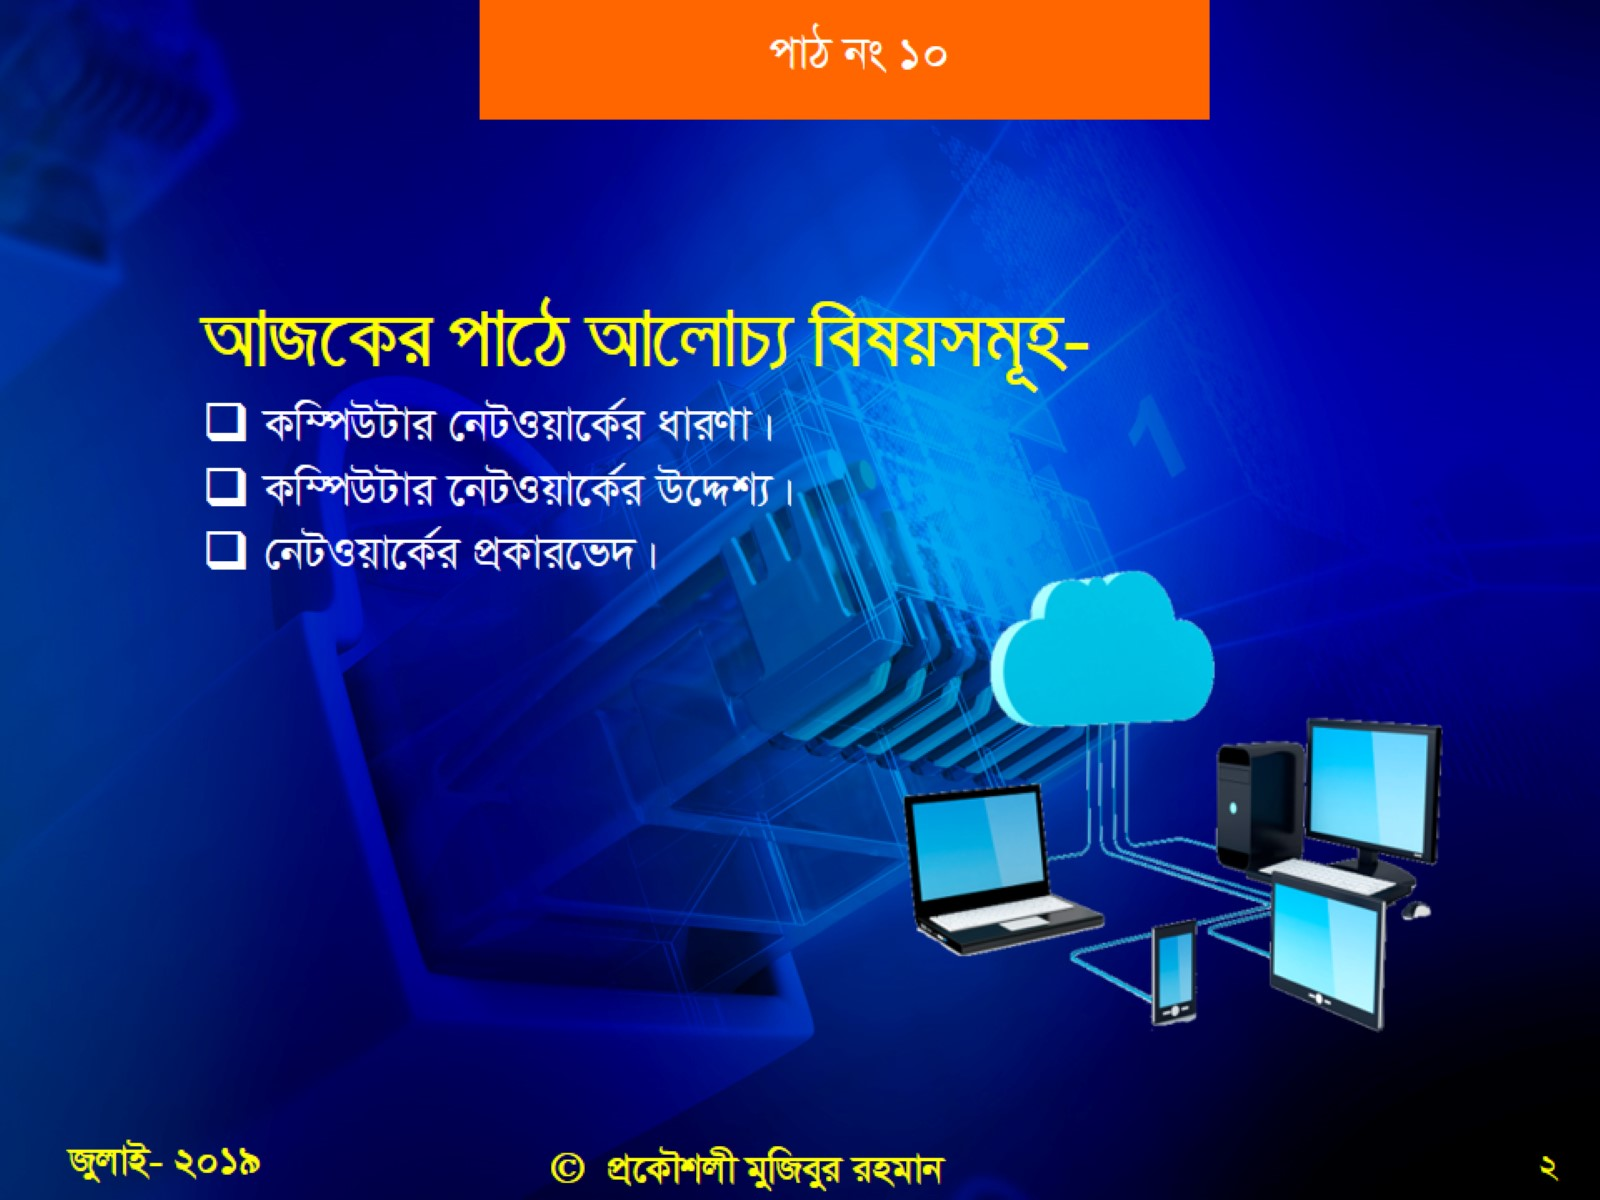 পাঠ নং ১০
আজকের পাঠে আলোচ্য বিষয়সমূহ-
❑ কম্পিউটার নেটওয়ার্কের ধারণা।
❑ কম্পিউটার নেটওয়ার্কের উদ্দেশ্য।
❑ নেটওয়ার্কের প্রকারভেদ।
1
জুলাই- ২০১৯
© প্রকৌশলী মুজিবুর রহমান
২